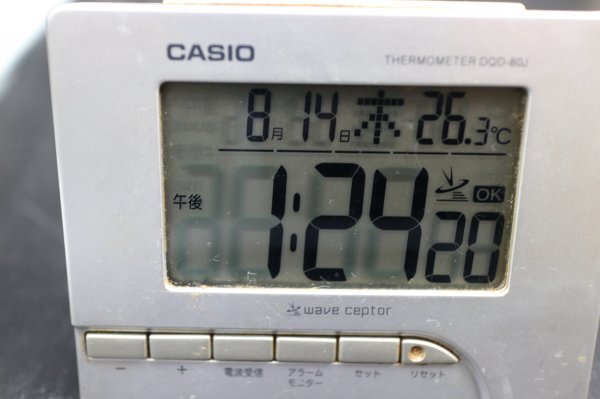 CASIO THERMOMETER DQD-80J
8月14日 木 26.3℃
午後 1:24 28 OK
wave ceptor
− + 電波受信 アラームモニター セット リセット